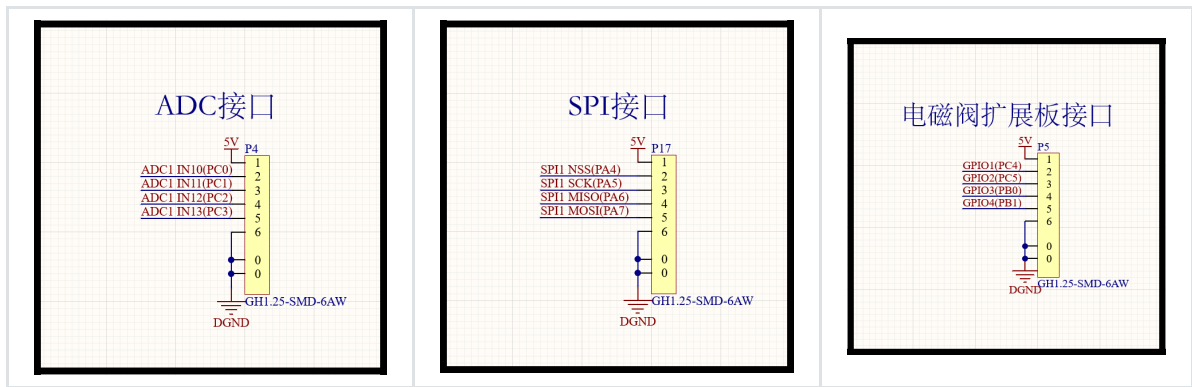 ADC接口
5V
P4
1
ADC1 IN10(PC0)
2
ADC1 IN11(PC1)
3
ADC1 IN12(PC2)
4
ADC1 IN13(PC3)
5
6
0
0
GH1.25-SMD-6AW
DGND
SPI接口
5V
P17
1
SPI1 NSS(PA4)
2
SPI1 SCK(PA5)
3
SPI1 MISO(PA6)
4
SPI1 MOSI(PA7)
5
6
0
0
GH1.25-SMD-6AW
DGND
电磁阀扩展板接口
5V
P5
1
GPIO1(PC4)
2
GPIO2(PC5)
3
GPIO3(PB0)
4
GPIO4(PB1)
5
6
0
0
GH1.25-SMD-6AW
DGND